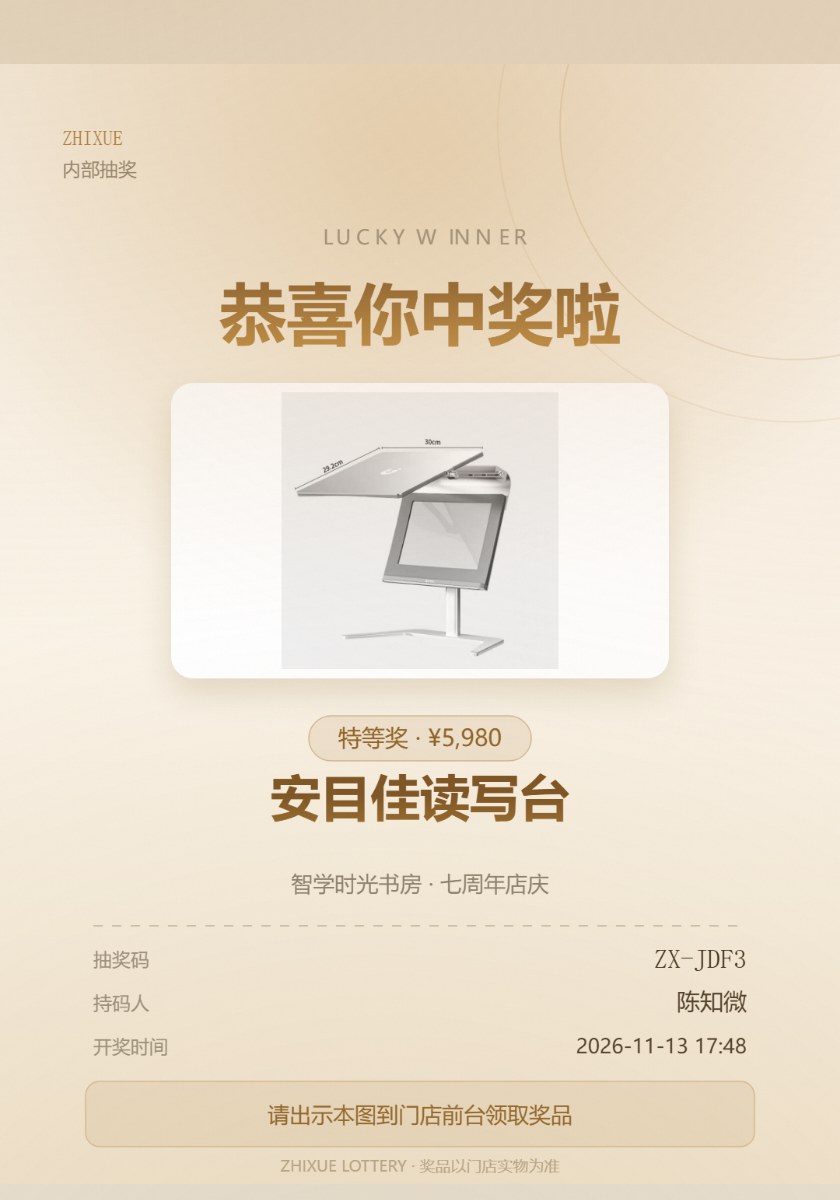 ZHIXUE
内部抽奖
LUCKY WINNER
恭喜你中奖啦
30cm
29.2cm
特等奖 · ¥5,980
安目佳读写台
智学时光书房 · 七周年店庆
抽奖码 ZX-JDF3
持码人 陈知微
开奖时间 2026-11-13 17:48
请出示本图到门店前台领取奖品
ZHIXUE LOTTERY · 奖品以门店实物为准